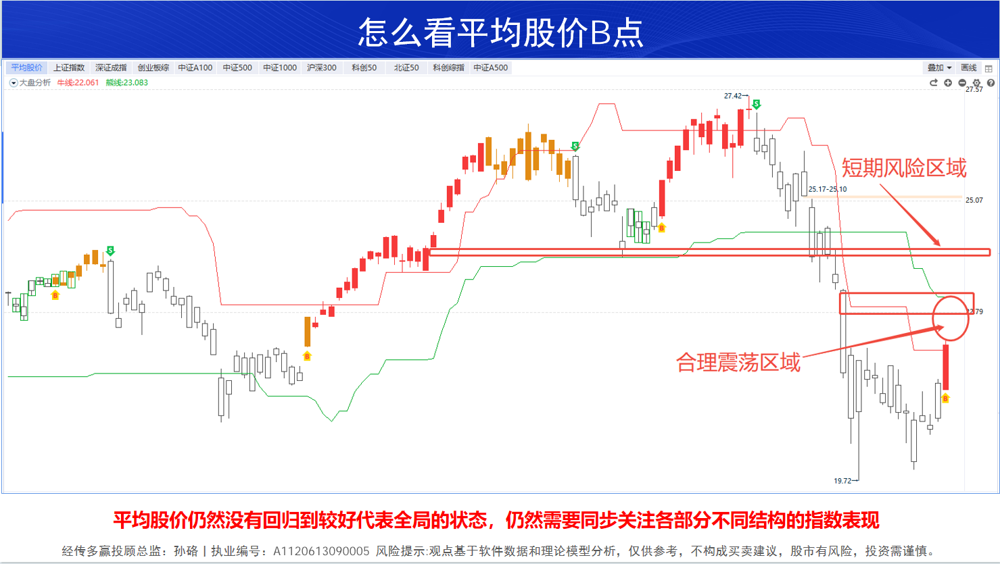 怎么看平均股价B点
平均股价 上证指数 深证成指 创业板综 中证A100 中证500 中证1000 沪深300 科创50 北证50 科创综指 中证A500 叠加 画线
大盘分析 牛线:22.061 熊线:23.083
27.57
27.42
S
S
短期风险区域
25.17-25.10
25.07
B
S
B
2.79
B
合理震荡区域
B
19.72
平均股价仍然没有回归到较好代表全局的状态，仍然需要同步关注各部分不同结构的指数表现
经传多赢投顾总监：孙硌丨执业编号：A1120613090005 风险提示:观点基于软件数据和理论模型分析，仅供参考，不构成买卖建议，股市有风险，投资需谨慎。